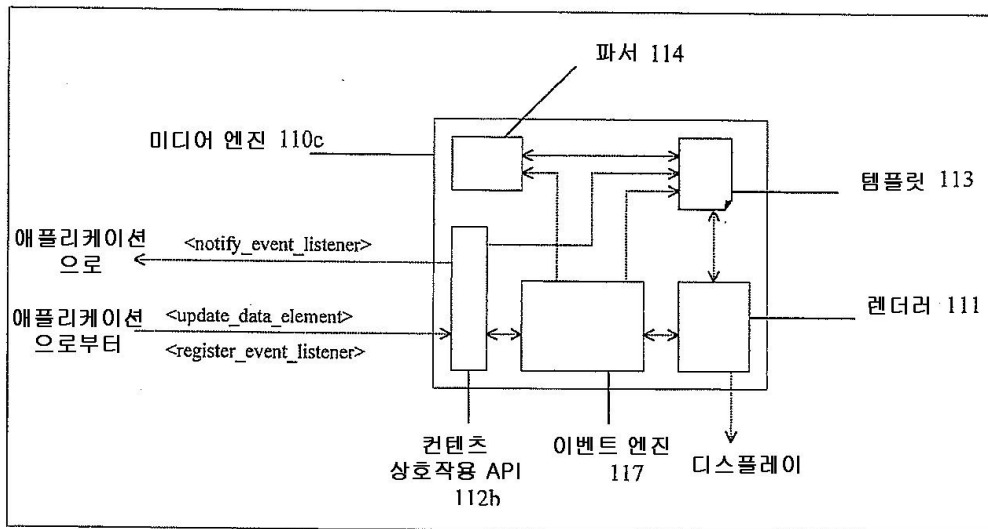 파서 114
미디어 엔진 110c
템플릿 113
애플리케이션
으로
<notify_event_listener>
렌더러 111
애플리케이션
으로부터
<update_data_element>
<register_event_listener>
컨텐츠
상호작용 API
112b
이벤트 엔진
117
디스플레이